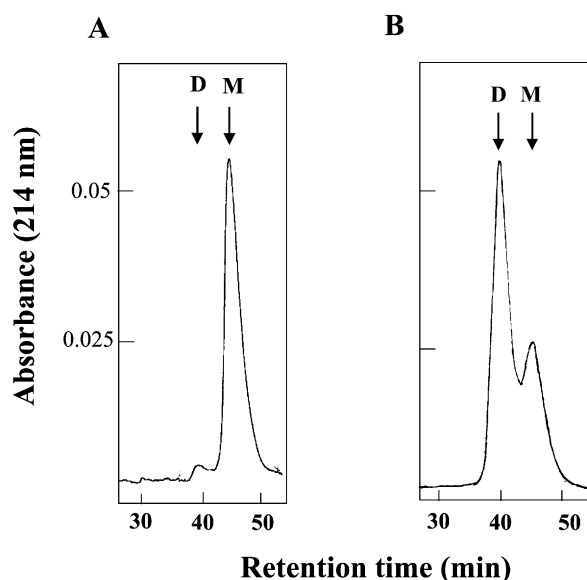 A
B
D M
D M
Absorbance (214 nm)
0.05
0.025
30 40 50
30 40 50
Retention time (min)